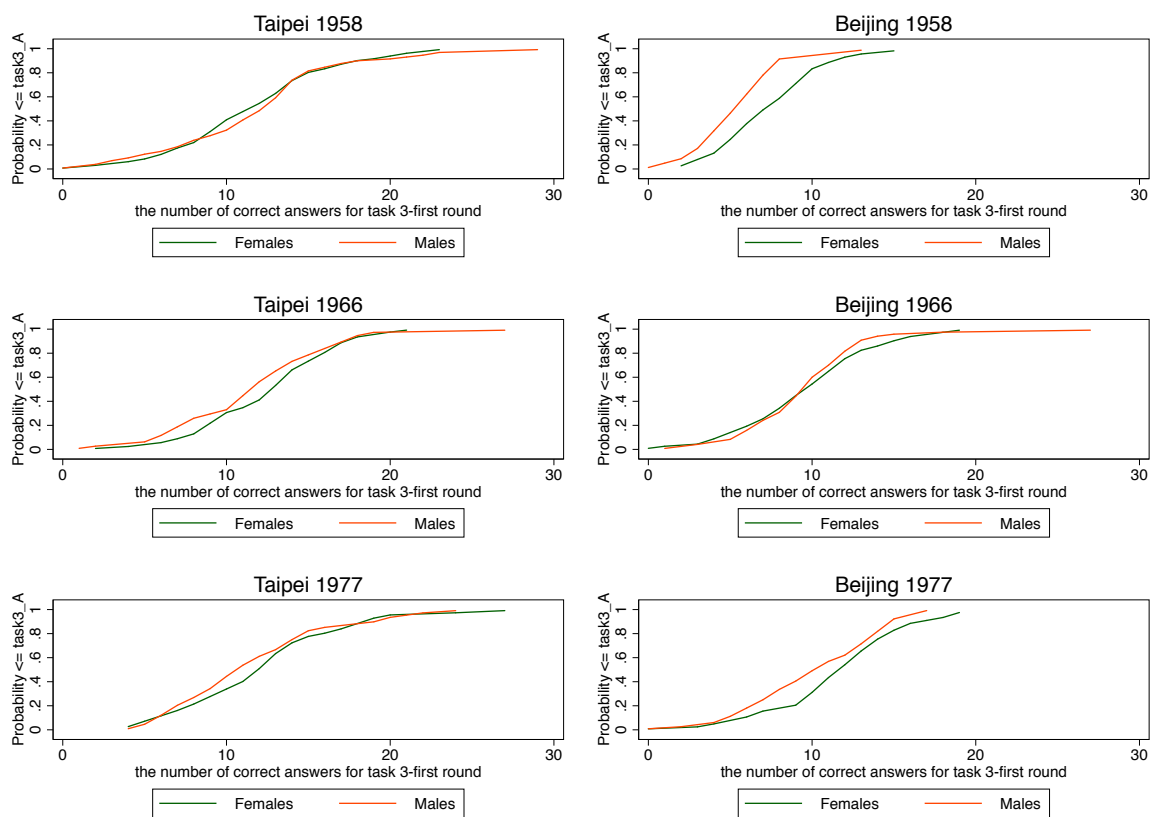 Taipei 1958
Probability <= task3_A
0 .2 .4 .6 .8 1
0 10 20 30
the number of correct answers for task 3-first round
Females Males
Beijing 1958
Probability <= task3_A
0 .2 .4 .6 .8 1
0 10 20 30
the number of correct answers for task 3-first round
Females Males
Taipei 1966
Probability <= task3_A
0 .2 .4 .6 .8 1
0 10 20 30
the number of correct answers for task 3-first round
Females Males
Beijing 1966
Probability <= task3_A
0 .2 .4 .6 .8 1
0 10 20 30
the number of correct answers for task 3-first round
Females Males
Taipei 1977
Probability <= task3_A
0 .2 .4 .6 .8 1
0 10 20 30
the number of correct answers for task 3-first round
Females Males
Beijing 1977
Probability <= task3_A
0 .2 .4 .6 .8 1
0 10 20 30
the number of correct answers for task 3-first round
Females Males